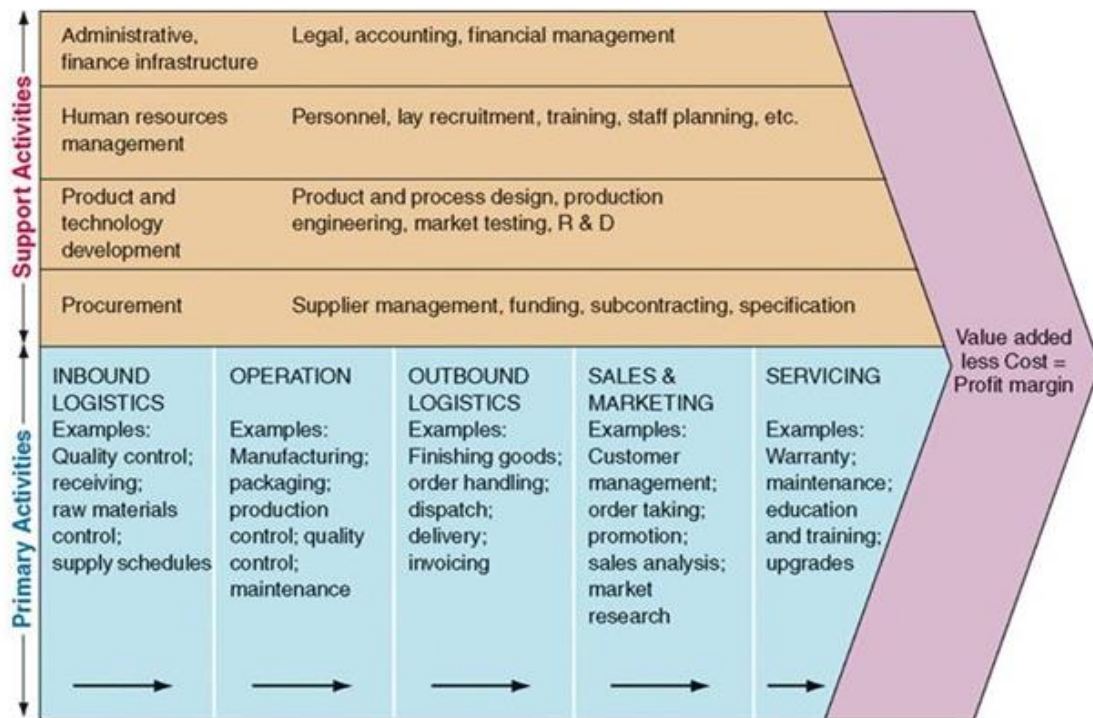 Support Activities
Administrative,
finance infrastructure
Legal, accounting, financial management
Human resources
management
Personnel, lay recruitment, training, staff planning, etc.
Product and
technology
development
Product and process design, production
engineering, market testing, R & D
Procurement
Supplier management, funding, subcontracting, specification
Primary Activities
INBOUND
LOGISTICS
Examples:
Quality control;
receiving;
raw materials
control;
supply schedules
OPERATION
Examples:
Manufacturing;
packaging;
production
control; quality
control;
maintenance
OUTBOUND
LOGISTICS
Examples:
Finishing goods;
order handling;
dispatch;
delivery;
invoicing
SALES &
MARKETING
Examples:
Customer
management;
order taking;
promotion;
sales analysis;
market
research
SERVICING
Examples:
Warranty;
maintenance;
education
and training;
upgrades
Value added
less Cost =
Profit margin